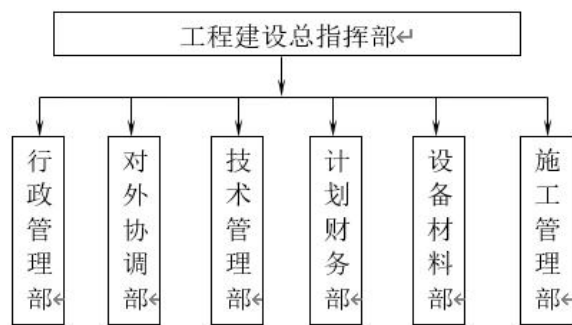 工程建设总指挥部↵
行政管理部↵
对外协调部↵
技术管理部↵
计划财务部↵
设备材料部↵
施工管理部↵